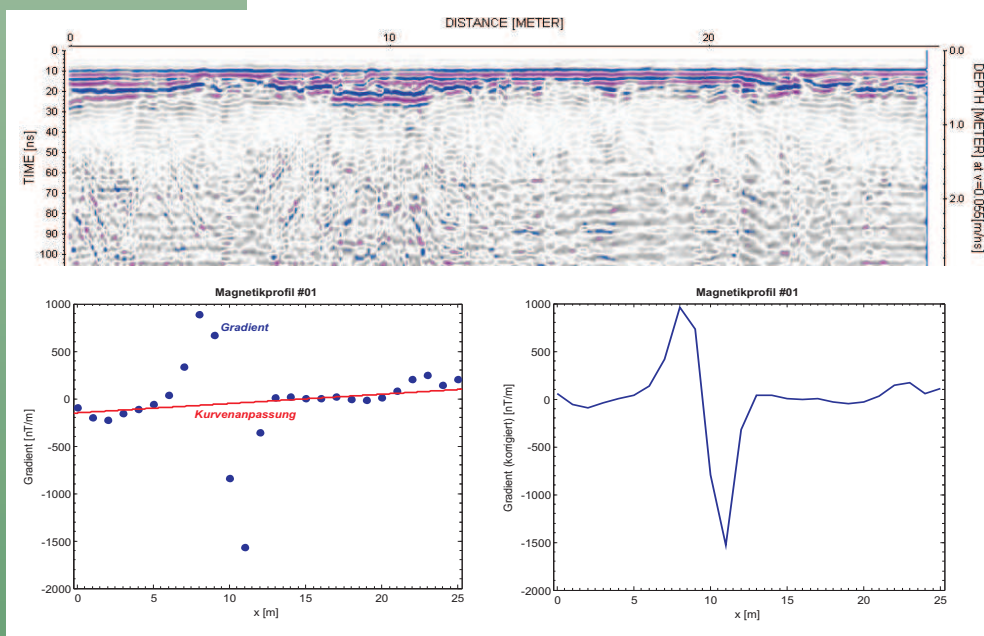 DISTANCE [METER]
0 10 20
TIME [ns]
0
10
20
30
40
50
60
70
80
90
100
0.0
1.0
2.0
DEPTH [METER] at v=0.056[m/ns]
Magnetikprofil #01
Gradient [nT/m]
1000
500
0
-500
-1000
-1500
-2000
Gradient
Kurvenanpassung
0 5 10 15 20 25
x [m]
Magnetikprofil #01
Gradient (korrigiert) [nT/m]
1000
500
0
-500
-1000
-1500
-2000
0 5 10 15 20 25
x [m]